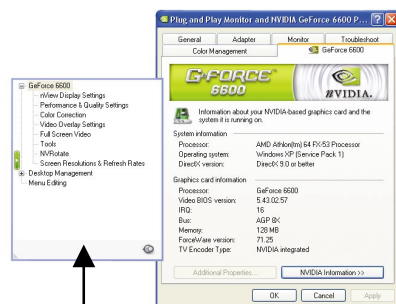 Plug and Play Monitor and NVIDIA GeForce 6600 P...
General Adapter Monitor Troubleshoot
Color Management GeForce 6600
GEFORCE
6600
NVIDIA.
Information about your NVIDIA-based graphics card and the
system it is running on.
System information
Processor: AMD Athlon(tm) 64 FX-53 Processor
Operating system: Windows XP (Service Pack 1)
DirectX version: DirectX 9.0 or better
Graphics card information
Processor: GeForce 6600
Video BIOS version: 5.43.02.57
IRQ: 16
Bus: AGP 8X
Memory: 128 MB
ForceWare version: 71.25
TV Encoder Type: NVIDIA integrated
Additional Properties... NVIDIA Information >>
OK Cancel Apply
GeForce 6600
nView Display Settings
Performance & Quality Settings
Color Correction
Video Overlay Settings
Full Screen Video
Tools
NVRotate
Screen Resolutions & Refresh Rates
Desktop Management
Menu Editing